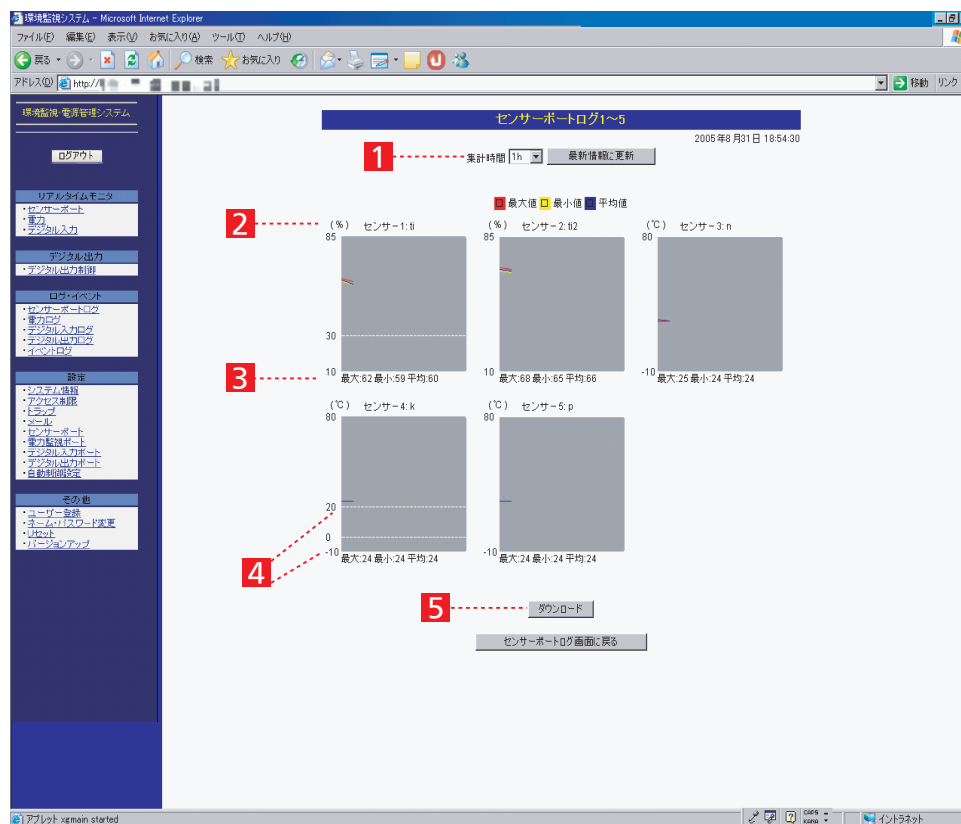 環境監視システム - Microsoft Internet Explorer
ファイル(F) 編集(E) 表示(V) お気に入り(A) ツール(T) ヘルプ(H)
戻る 検索 お気に入り
アドレス(D) http:// 移動 リンク
環境監視・電源管理システム
ログアウト
リアルタイムモニタ
・センサーポート
・電力
・デジタル入力
デジタル出力
・デジタル出力制御
ログ・イベント
・センサーポートログ
・電力ログ
・デジタル入力ログ
・デジタル出力ログ
・イベントログ
設定
・システム情報
・アクセス制限
・トラップ
・メール
・センサーポート
・電力監視ポート
・デジタル入力ポート
・デジタル出力ポート
・自動制御設定
その他
・ユーザー登録
・ネーム・パスワード変更
・リセット
・バージョンアップ
センサーポートログ1～5
2005年8月31日 18:54:30
1 集計時間 1h 最新情報に更新
最大値 最小値 平均値
2 (%) センサー1: ti
85
30
10
3 最大:62 最小:59 平均:60
(%) センサー2: ti2
85
10
最大:68 最小:65 平均:66
(℃) センサー3: n
80
-10
最大:25 最小:24 平均:24
(℃) センサー4: k
80
20
0
-10
4
最大:24 最小:24 平均:24
(℃) センサー5: p
80
-10
最大:24 最小:24 平均:24
5 ダウンロード
センサーポートログ画面に戻る
アプレット xgmain started
CAPS
KANA
イントラネット